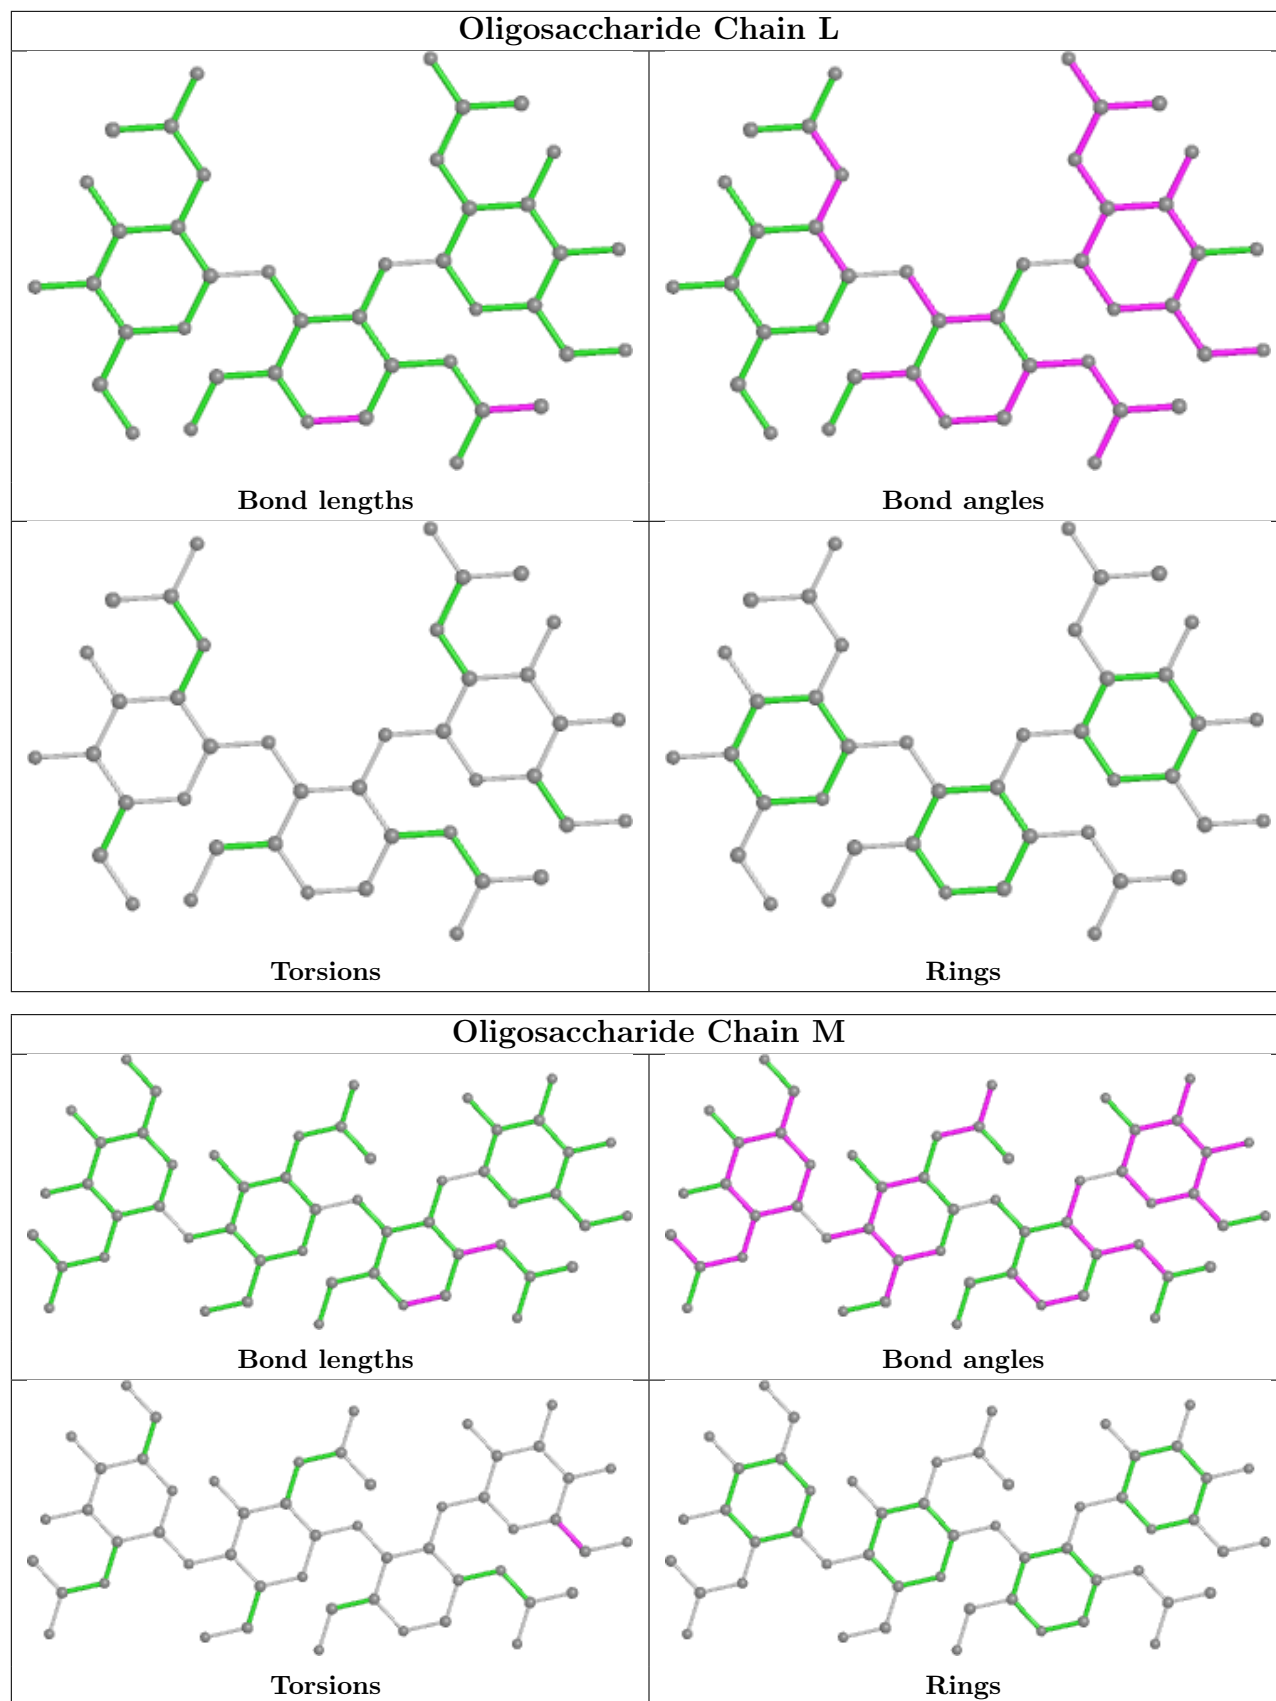 Oligosaccharide Chain L
Bond lengths
Bond angles
Torsions
Rings
Oligosaccharide Chain M
Bond lengths
Bond angles
Torsions
Rings